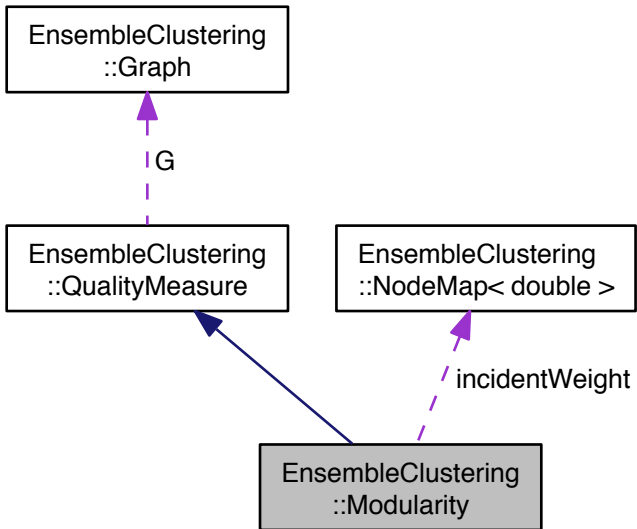 EnsembleClustering
::Graph
G
EnsembleClustering
::QualityMeasure
EnsembleClustering
::NodeMap< double >
incidentWeight
EnsembleClustering
::Modularity